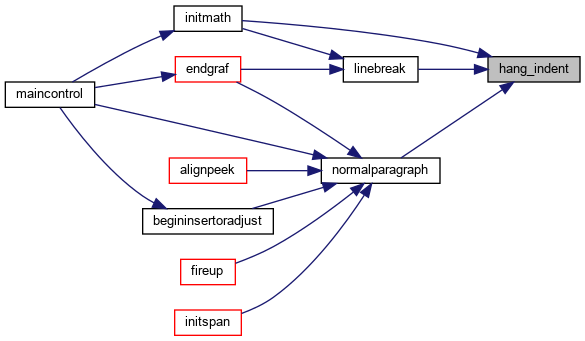 initmath
endgraf
linebreak
hang_indent
maincontrol
alignpeek
normalparagraph
begininsertoradjust
fireup
initspan